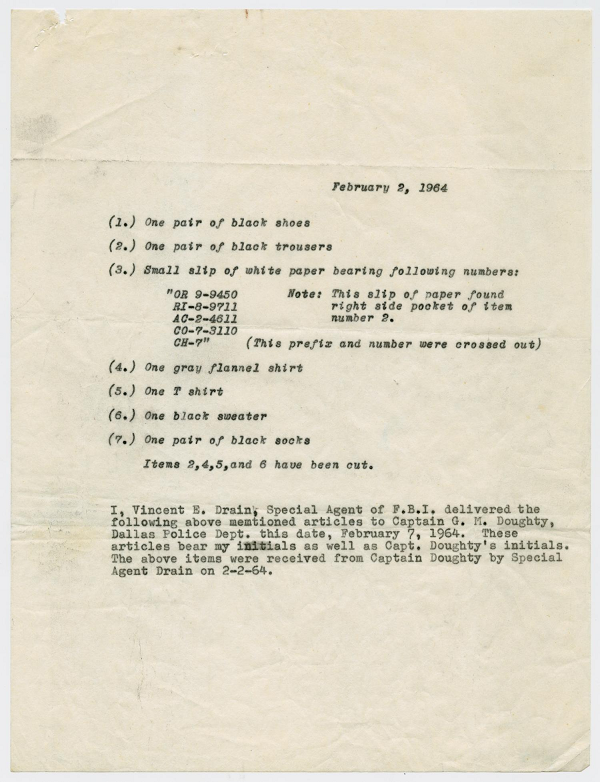 February 2, 1964
(1.) One pair of black shoes
(2.) One pair of black trousers
(3.) Small slip of white paper bearing following numbers:
"OR 9-9450 Note: This slip of paper found
RI-8-9711 right side pocket of item
AC-2-4611 number 2.
CO-7-3110
CH-7" (This prefix and number were crossed out)
(4.) One gray flannel shirt
(5.) One T shirt
(6.) One black sweater
(7.) One pair of black socks
Items 2,4,5,and 6 have been cut.
I, Vincent E. Drain, Special Agent of F.B.I. delivered the
following above memtioned articles to Captain G. M. Doughty,
Dallas Police Dept. this date, February 7, 1964. These
articles bear my initials as well as Capt. Doughty's initials.
The above items were received from Captain Doughty by Special
Agent Drain on 2-2-64.